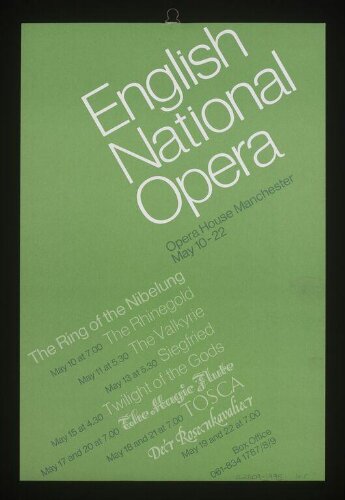 English
National
Opera
Opera House Manchester
May 10-22
The Ring of the Nibelung
May 10 at 7.00 The Rhinegold
May 11 at 5.30 The Valkyrie
May 13 at 5.30 Siegfried
May 15 at 4.30 Twilight of the Gods
May 17 and 20 at 7.00 The Magic Flute
May 18 and 21 at 7.00 TOSCA
May 19 and 22 at 7.00 Der Rosenkavalier
Box Office
061-834 1787/8/9